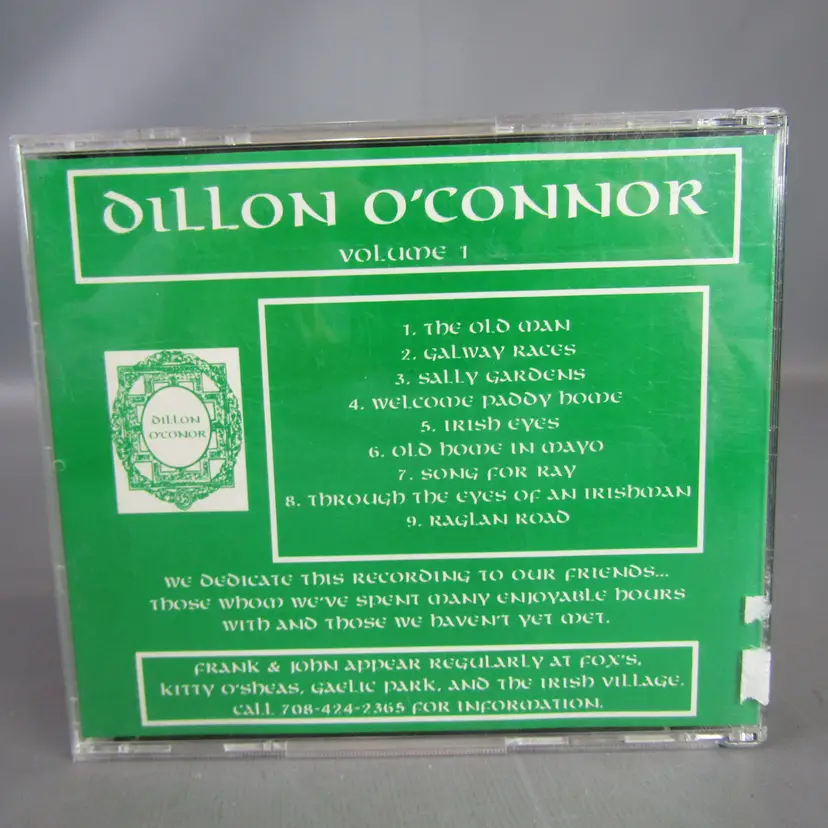 DILLON O'CONNOR
VOLUME 1
DILLON
O'CONOR
1. THE OLD MAN
2. GALWAY RACES
3. SALLY GARDENS
4. WELCOME PADDY HOME
5. IRISH EYES
6. OLD HOME IN MAYO
7. SONG FOR RAY
8. THROUGH THE EYES OF AN IRISHMAN
9. RAGLAN ROAD
WE DEDICATE THIS RECORDING TO OUR FRIENDS...
THOSE WHOM WE'VE SPENT MANY ENJOYABLE HOURS
WITH AND THOSE WE HAVEN'T YET MET.
FRANK & JOHN APPEAR REGULARLY AT FOX'S,
KITTY O'SHEAS, GAELIC PARK, AND THE IRISH VILLAGE.
CALL 708-424-2365 FOR INFORMATION.